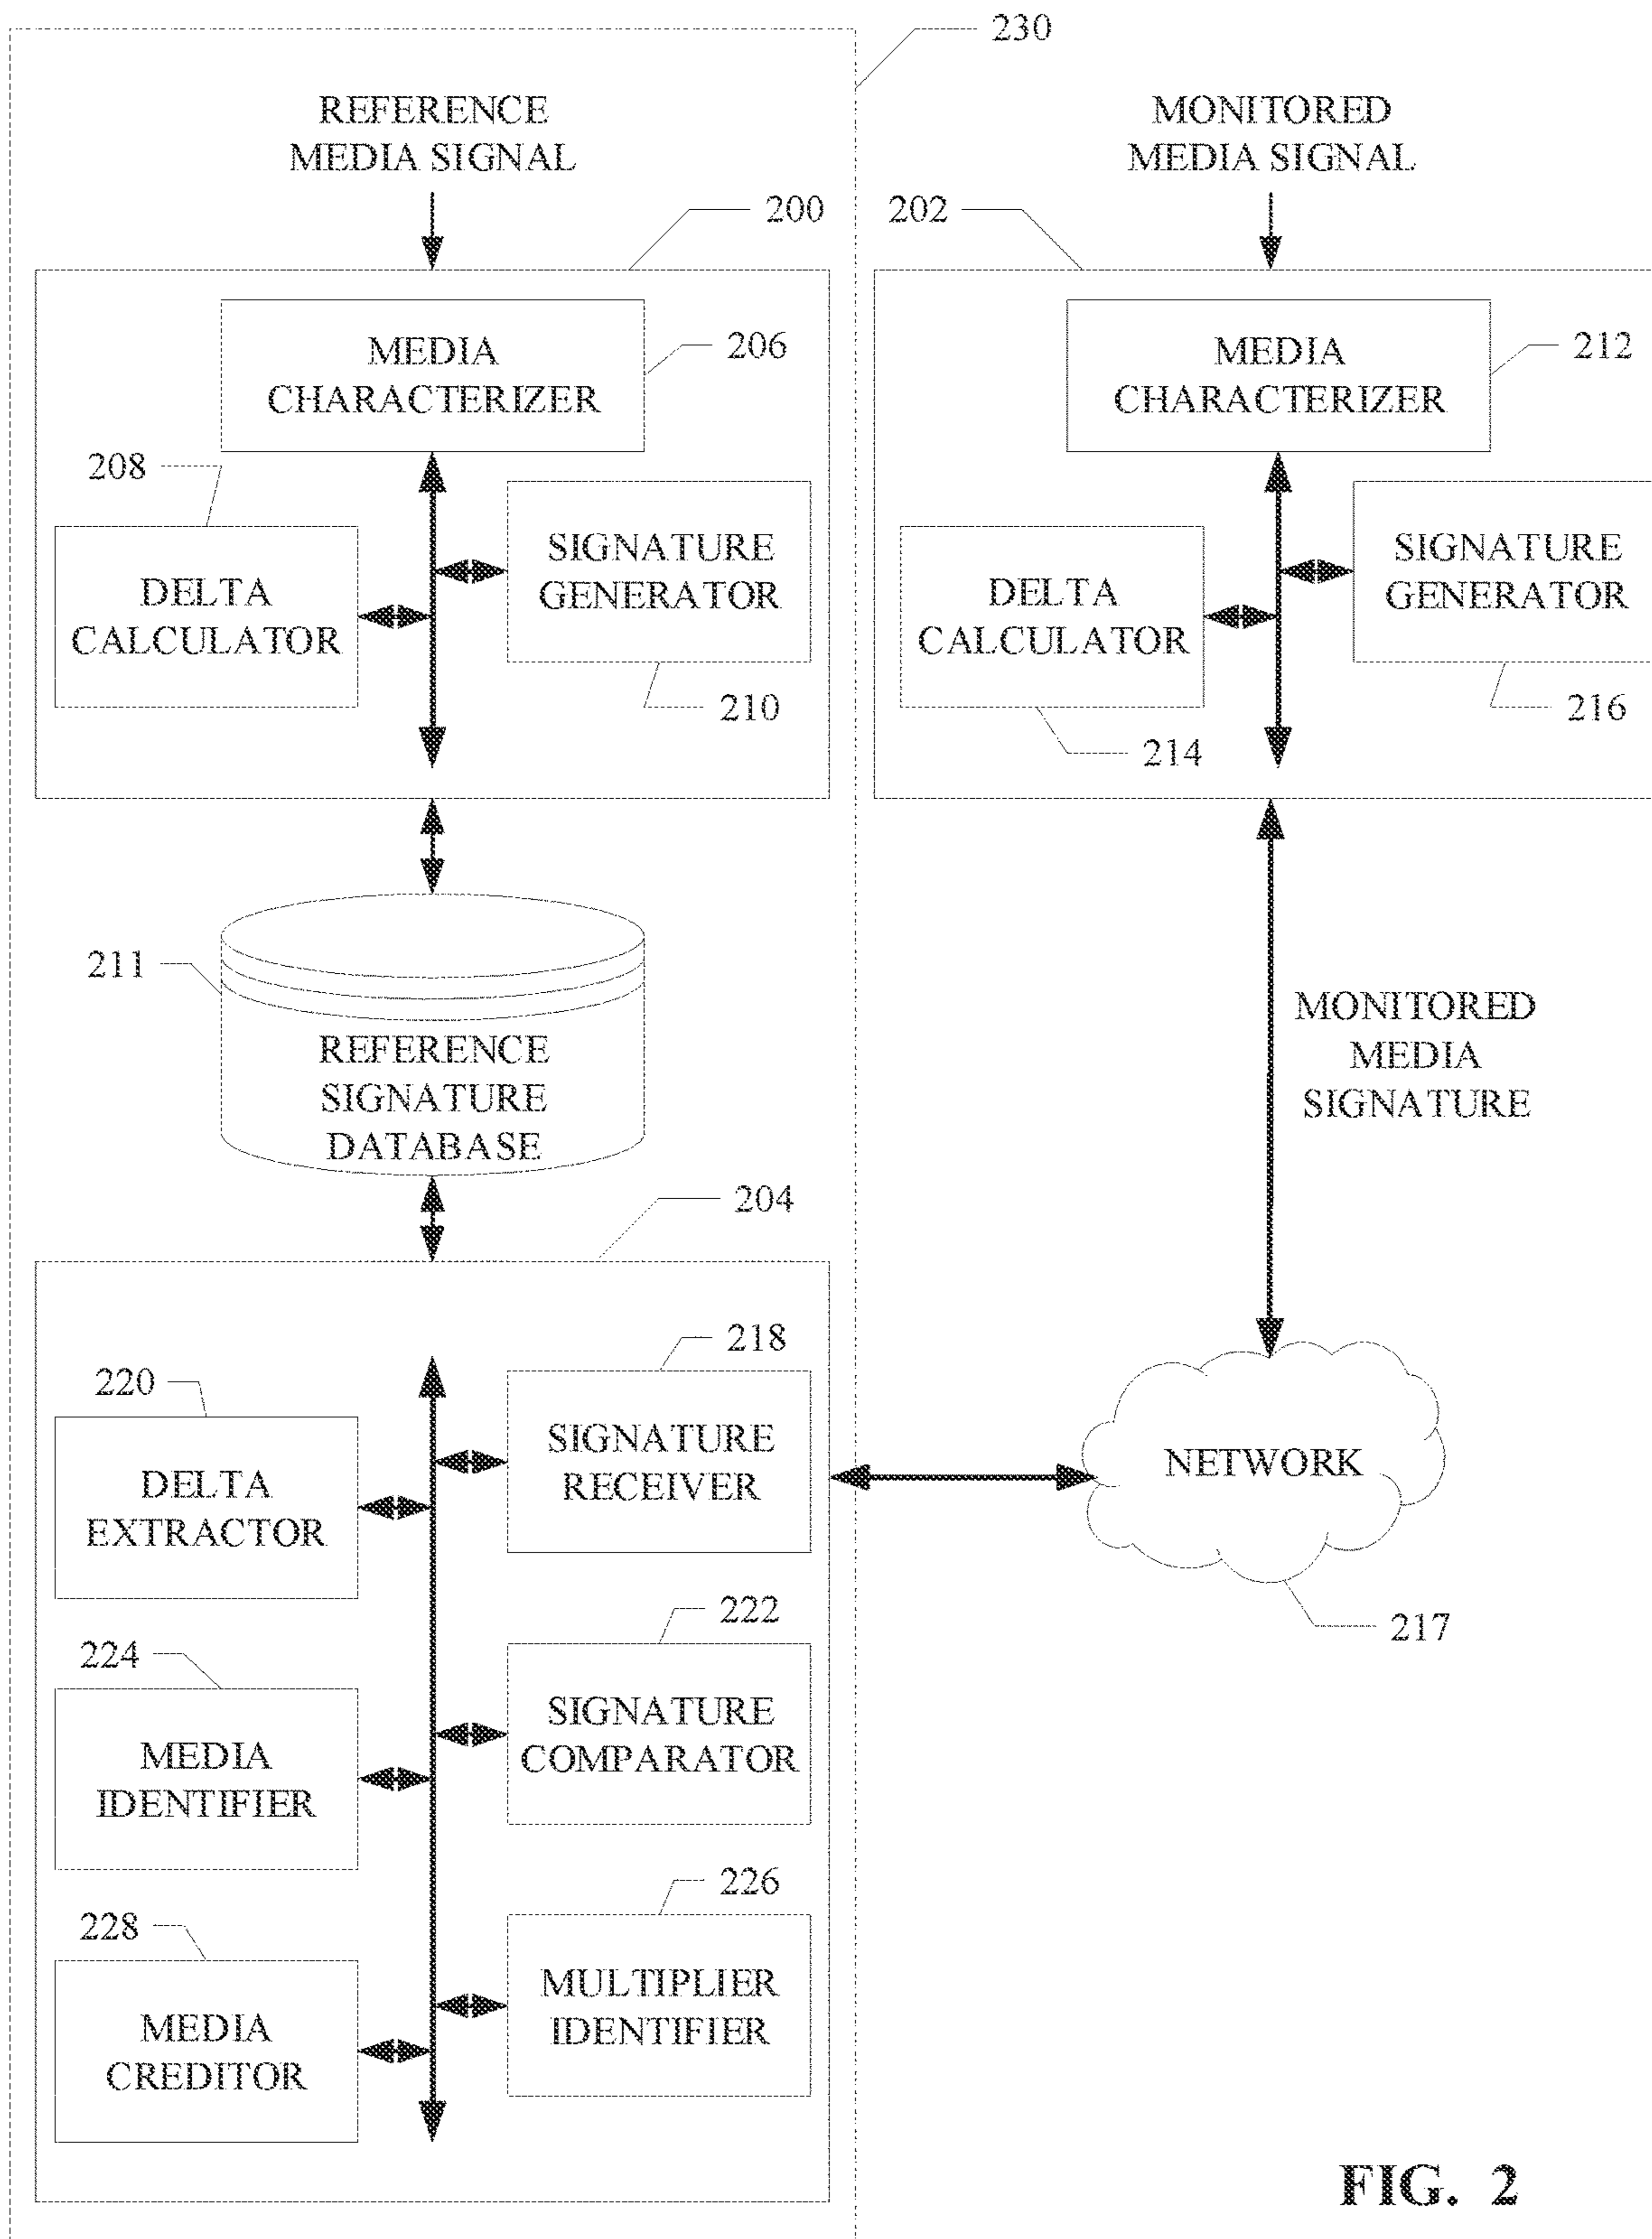 230
REFERENCE
MEDIA SIGNAL
MONITORED
MEDIA SIGNAL
200
202
MEDIA
CHARACTERIZER
206
MEDIA
CHARACTERIZER
212
208
DELTA
CALCULATOR
SIGNATURE
GENERATOR
210
DELTA
CALCULATOR
214
SIGNATURE
GENERATOR
216
211
REFERENCE
SIGNATURE
DATABASE
MONITORED
MEDIA
SIGNATURE
204
218
220
SIGNATURE
RECEIVER
DELTA
EXTRACTOR
NETWORK
217
222
224
SIGNATURE
COMPARATOR
MEDIA
IDENTIFIER
226
228
MULTIPLIER
IDENTIFIER
MEDIA
CREDITOR
FIG. 2